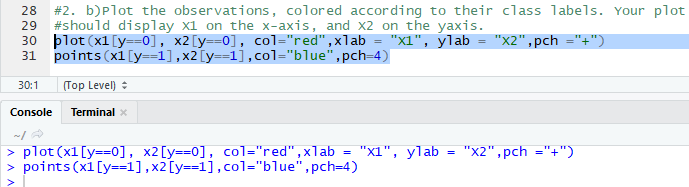 28 #2. b)Plot the observations, colored according to their class labels. Your plot
29 #should display X1 on the x-axis, and X2 on the yaxis.
30 plot(x1[y==0], x2[y==0], col="red",xlab = "X1", ylab = "X2",pch ="+")
31 points(x1[y==1],x2[y==1],col="blue",pch=4)
30:1 (Top Level)
Console Terminal
~/
> plot(x1[y==0], x2[y==0], col="red",xlab = "X1", ylab = "X2",pch ="+")
> points(x1[y==1],x2[y==1],col="blue",pch=4)
>